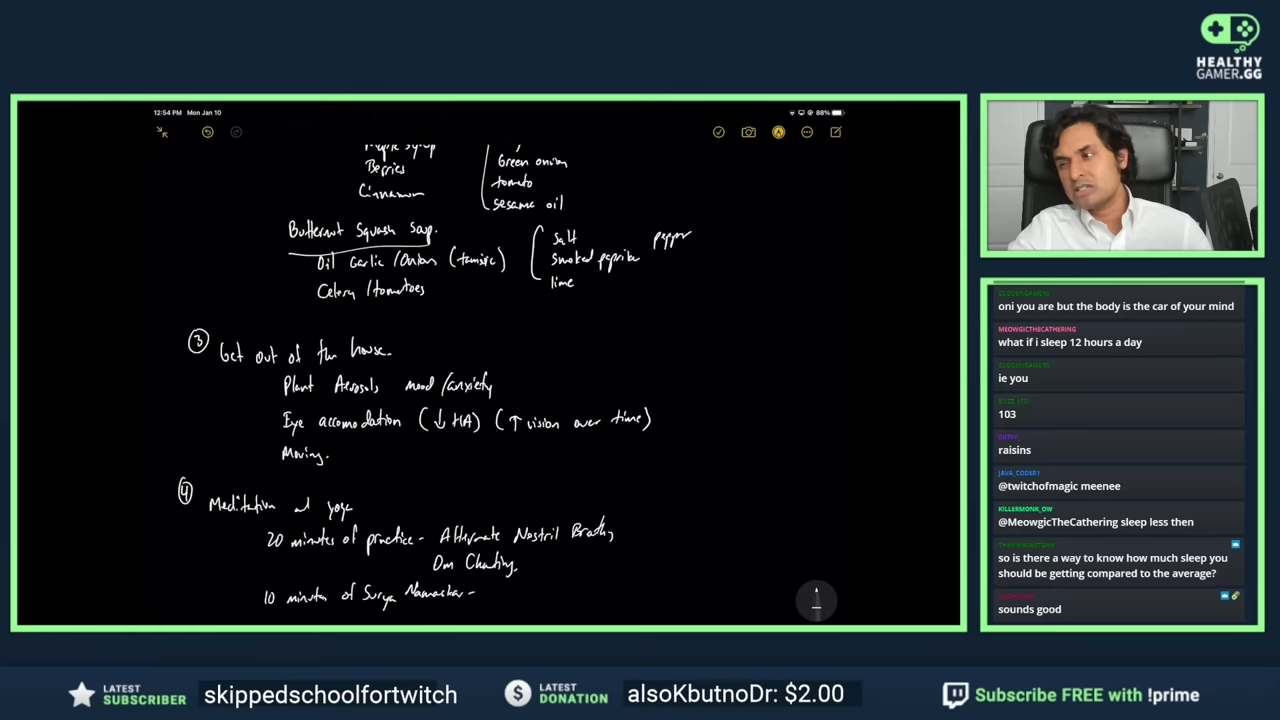 HEALTHY
GAMER.GG
12:54 PM Mon Jan 10
88%
Maple syrup
Berries
Cinnamon
Green onion
tomato
sesame oil
Butternut Squash Soup.
Oil Garlic /Onion (turmeric)
Celery /tomatoes
salt
pepper
smoked paprika
lime
3 Get out of the house.
Plant Aerosols mood/anxiety
Eye accomodation (↓ HA) (↑ vision over time)
Moving.
4 Meditation and yoga
20 minutes of practice - Alternate Nostril Breath,
Om Chanting.
10 minutes of Surya Namaskar -
oni you are but the body is the car of your mind
MEOWGICTHECATHERING
what if i sleep 12 hours a day
ie you
103
raisins
JAVA_CODER1
@twitchofmagic meenee
KILLERMONK_OW
@MeowgicTheCathering sleep less then
so is there a way to know how much sleep you
should be getting compared to the average?
sounds good
LATEST
SUBSCRIBER
skippedschoolfortwitch
LATEST
DONATION
alsoKbutnoDr: $2.00
Subscribe FREE with !prime